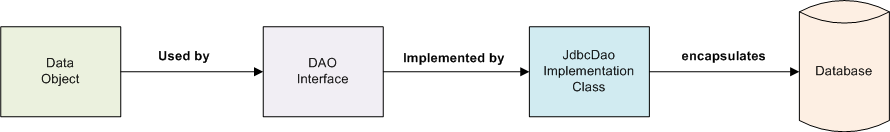 Data
Object
Used by
DAO
Interface
Implemented by
JdbcDao
Implementation
Class
encapsulates
Database